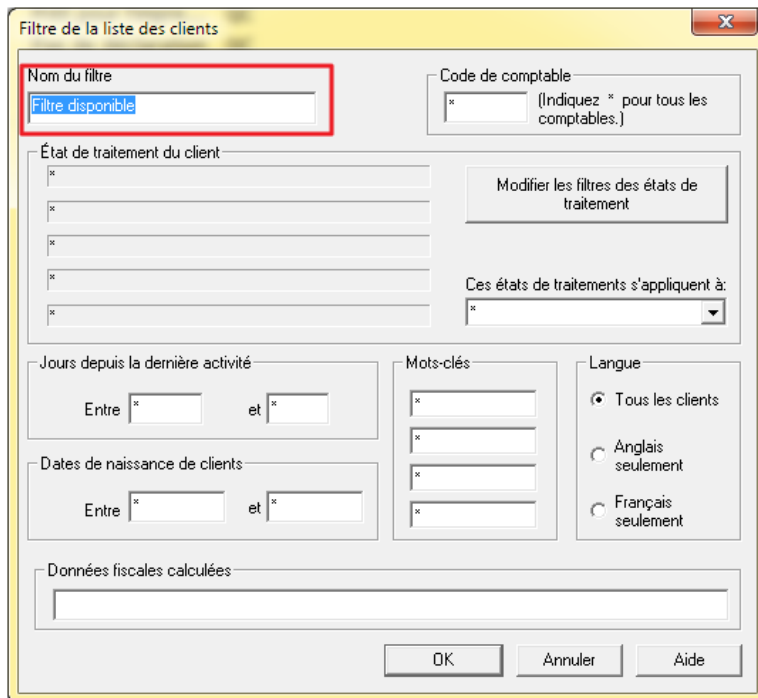 Filtre de la liste des clients
Nom du filtre
Filtre disponible
Code de comptable
* (Indiquez * pour tous les
comptables.)
État de traitement du client
*
*
*
*
*
Modifier les filtres des états de
traitement
Ces états de traitements s'appliquent à:
*
Jours depuis la dernière activité
Entre * et *
Dates de naissance de clients
Entre * et *
Mots-clés
*
*
*
*
Langue
Tous les clients
Anglais
seulement
Français
seulement
Données fiscales calculées
OK Annuler Aide